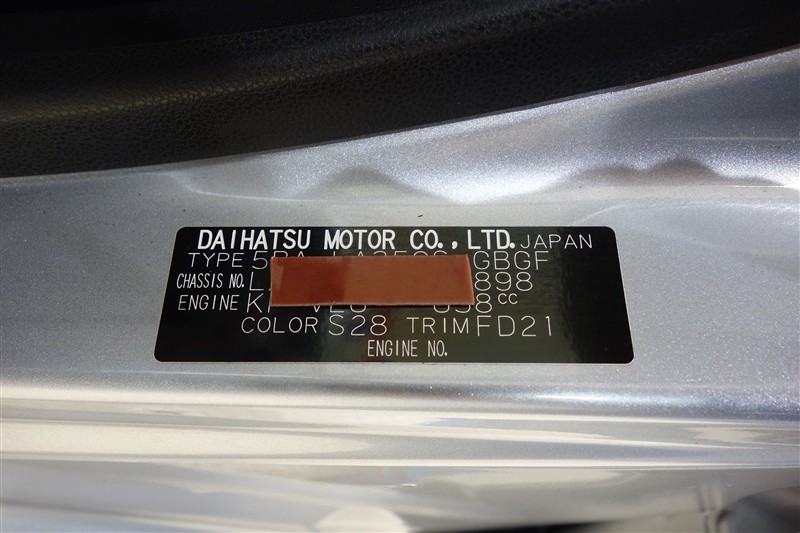 DAIHATSU MOTOR CO., LTD. JAPAN
TYPE GBGF
CHASSIS NO. 898
ENGINE cc
COLOR S28 TRIM FD21
ENGINE NO.